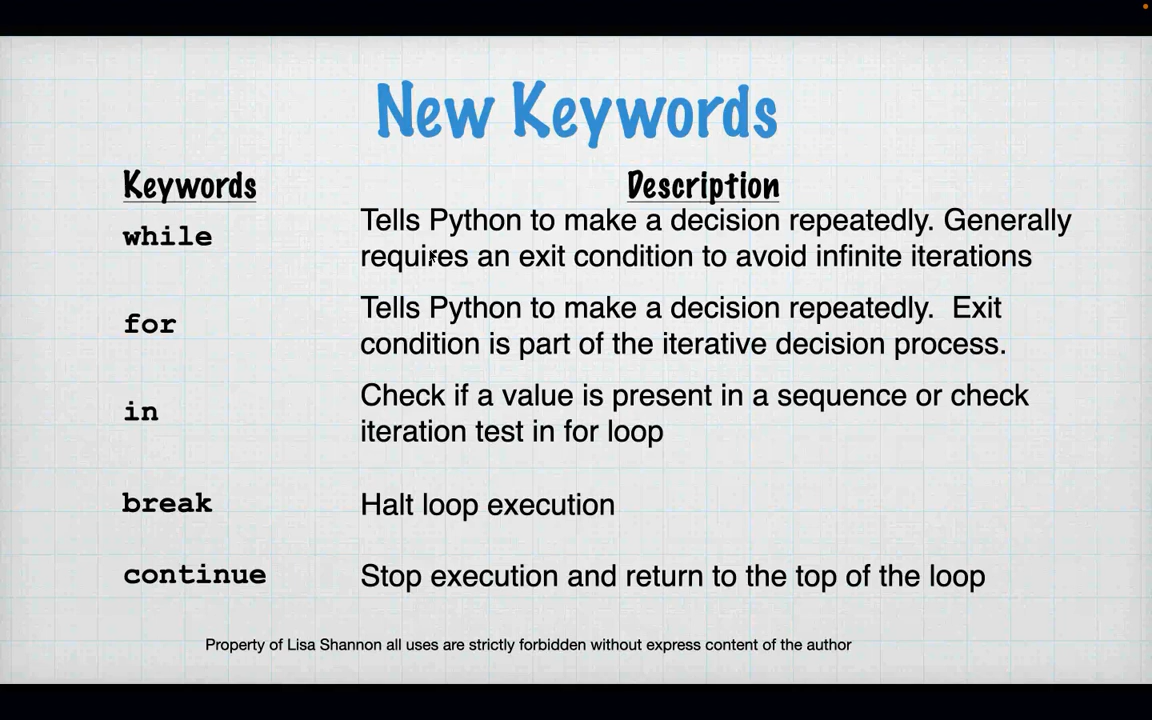 New Keywords
Keywords
Description
while
Tells Python to make a decision repeatedly. Generally
requires an exit condition to avoid infinite iterations
for
Tells Python to make a decision repeatedly.  Exit
condition is part of the iterative decision process.
in
Check if a value is present in a sequence or check
iteration test in for loop
break
Halt loop execution
continue
Stop execution and return to the top of the loop
Property of Lisa Shannon all uses are strictly forbidden without express content of the author